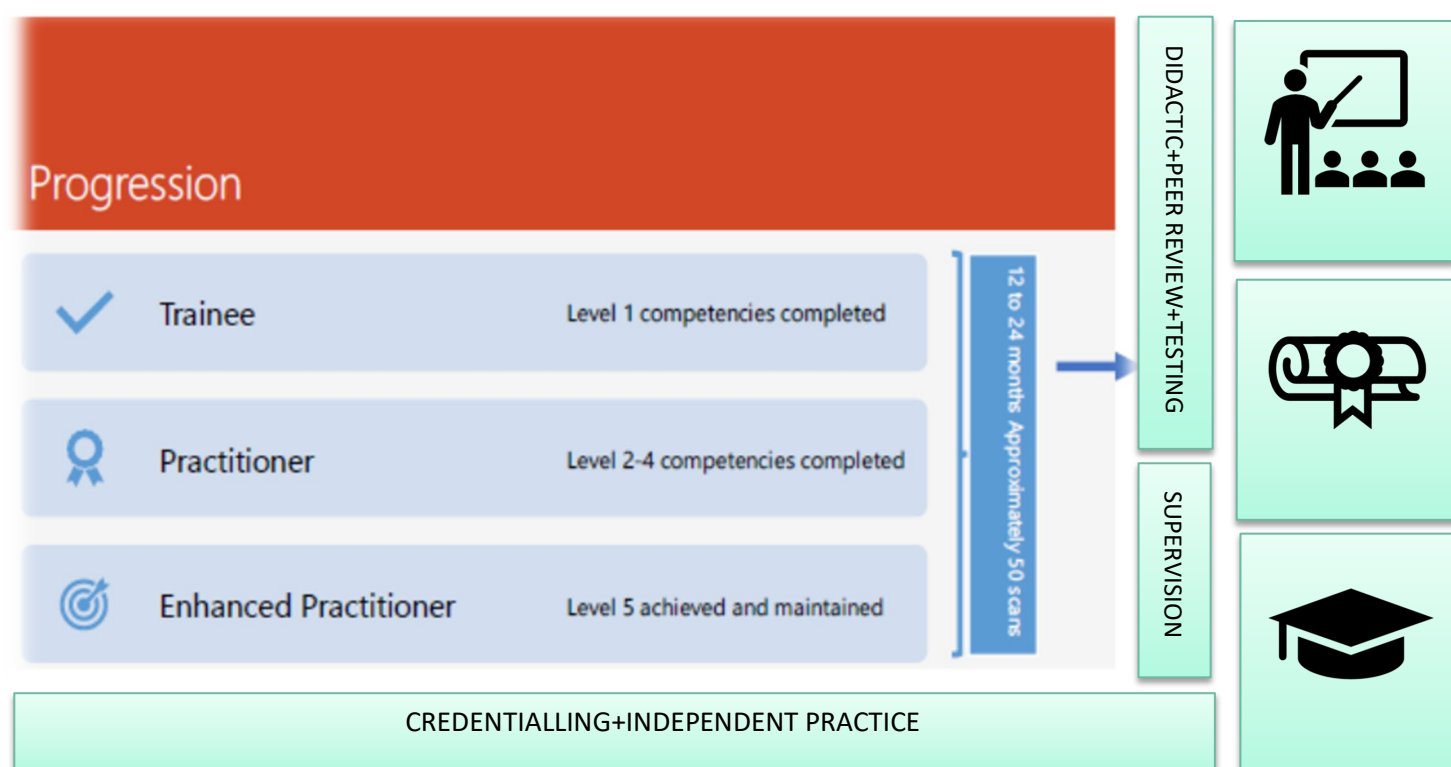 Progression
Trainee
Level 1 competencies completed
Practitioner
Level 2-4 competencies completed
Enhanced Practitioner
Level 5 achieved and maintained
12 to 24 months Approximately 50 scans
DIDACTIC+PEER REVIEW+TESTING
SUPERVISION
CREDENTIALLING+INDEPENDENT PRACTICE